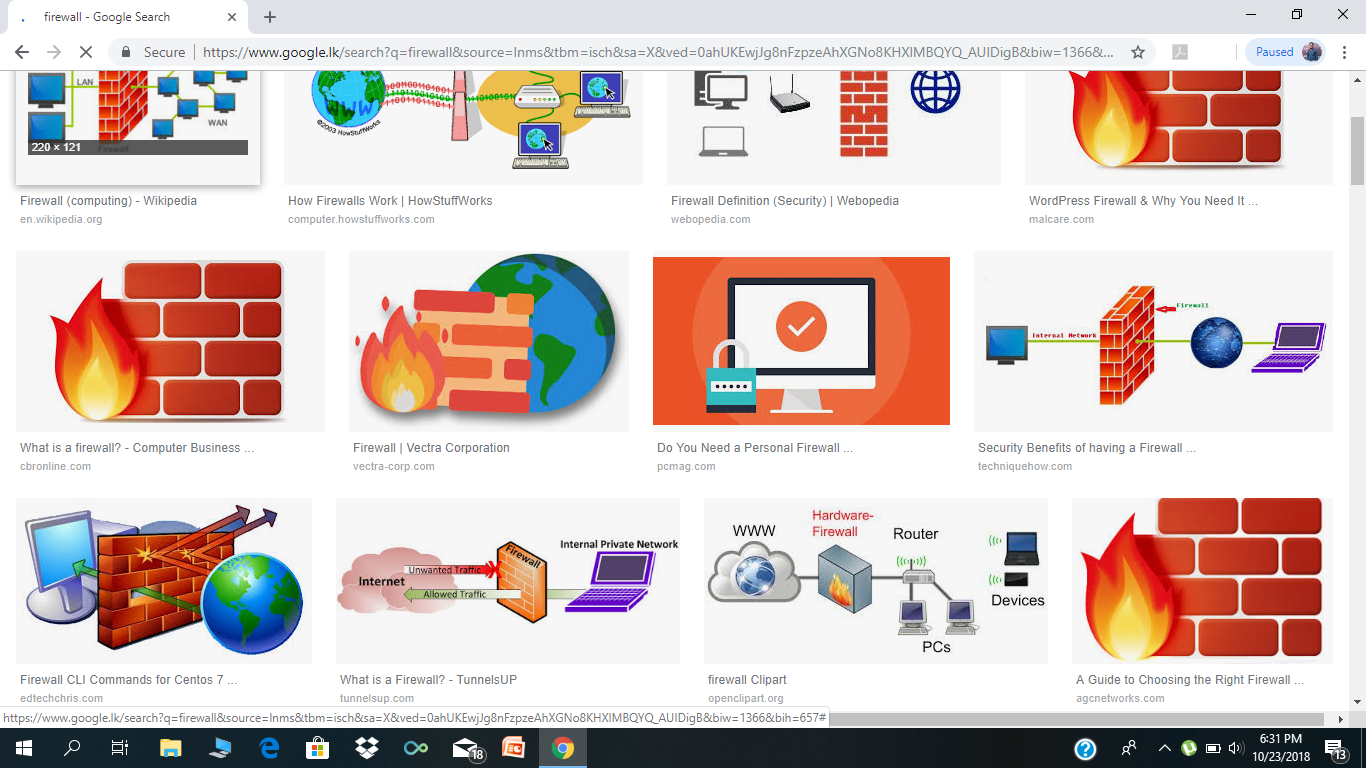 firewall - Google Search
Secure
https://www.google.lk/search?q=firewall&source=lnms&tbm=isch&sa=X&ved=0ahUKEwjJg8nFzpzeAhXGNo8KHXlMBQYQ_AUIDigB&biw=1366&...
Paused
LAN
WAN
Firewall
220 × 121
WWW
©2003 HowStuffWorks
Firewall (computing) - Wikipedia
en.wikipedia.org
How Firewalls Work | HowStuffWorks
computer.howstuffworks.com
Firewall Definition (Security) | Webopedia
webopedia.com
WordPress Firewall & Why You Need It ...
malcare.com
Internal Network
Firewall
What is a firewall? - Computer Business ...
cbronline.com
Firewall | Vectra Corporation
vectra-corp.com
Do You Need a Personal Firewall ...
pcmag.com
Security Benefits of having a Firewall ...
techniquehow.com
Internet
Unwanted Traffic
Allowed Traffic
Firewall
Internal Private Network
WWW
Hardware-
Firewall
Router
Devices
PCs
Firewall CLI Commands for Centos 7 ...
edtechchris.com
What is a Firewall? - TunnelsUP
tunnelsup.com
firewall Clipart
openclipart.org
A Guide to Choosing the Right Firewall ...
agcnetworks.com
https://www.google.lk/search?q=firewall&source=lnms&tbm=isch&sa=X&ved=0ahUKEwjJg8nFzpzeAhXGNo8KHXlMBQYQ_AUIDigB&biw=1366&bih=657#
18
6:31 PM
10/23/2018
13